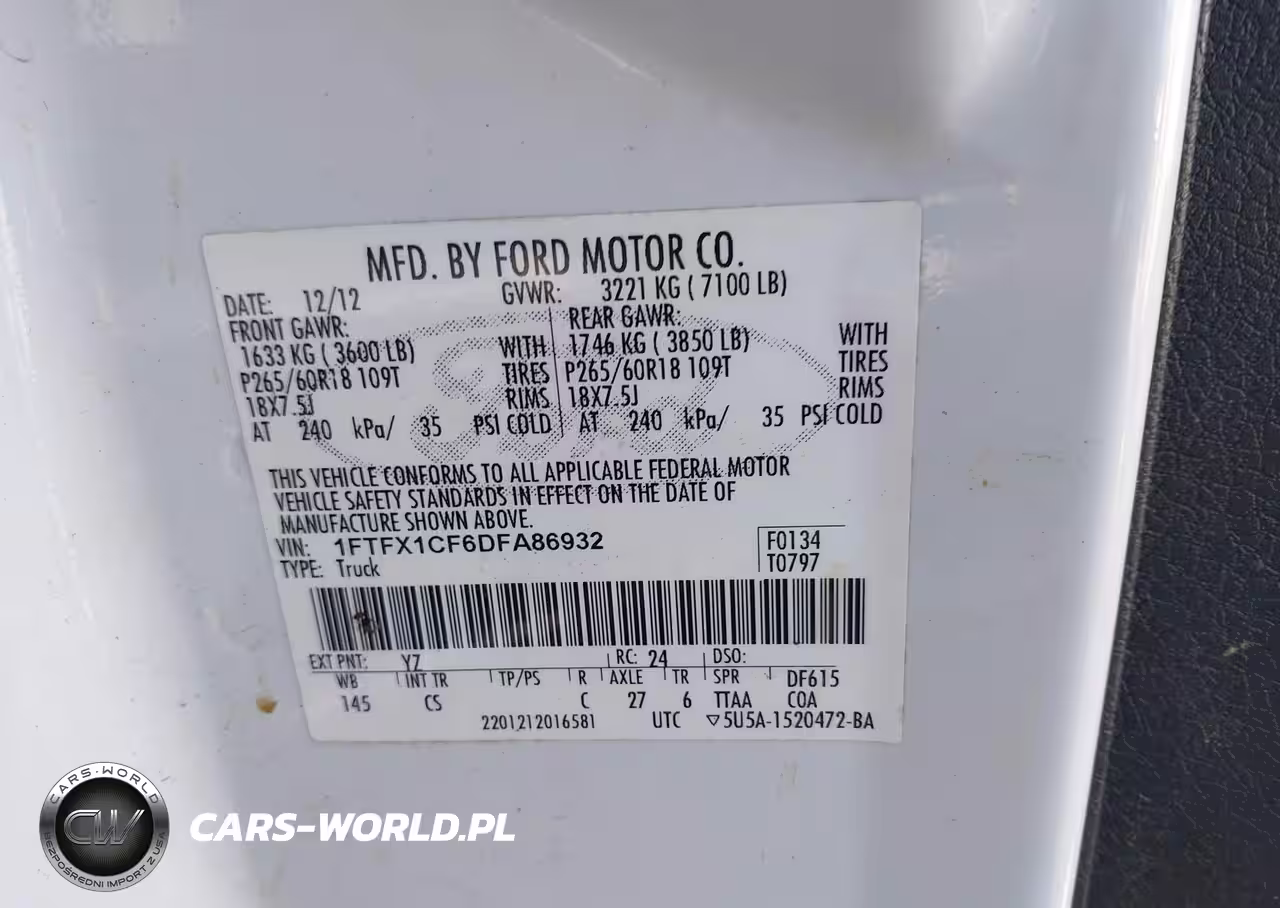 MFD. BY FORD MOTOR CO.
DATE: 12/12 GVWR: 3221 KG ( 7100 LB)
FRONT GAWR: REAR GAWR:
1633 KG ( 3600 LB) WITH 1746 KG ( 3850 LB) WITH
P265/60R18 109T TIRES P265/60R18 109T TIRES
18X7.5J RIMS 18X7.5J RIMS
AT 240 kPa/ 35 PSI COLD AT 240 kPa/ 35 PSI COLD
THIS VEHICLE CONFORMS TO ALL APPLICABLE FEDERAL MOTOR
VEHICLE SAFETY STANDARDS IN EFFECT ON THE DATE OF
MANUFACTURE SHOWN ABOVE.
VIN: 1FTFX1CF6DFA86932 F0134
TYPE: Truck T0797
EXT PNT: YZ RC: 24 DSO:
WB INT TR TP/PS R AXLE TR SPR DF615
145 CS C 27 6 TTAA COA
2201212016581 UTC ▽5U5A-1520472-BA
CARS-WORLD
CW
BEZPOŚREDNI IMPORT Z USA
CARS-WORLD.PL
Ford